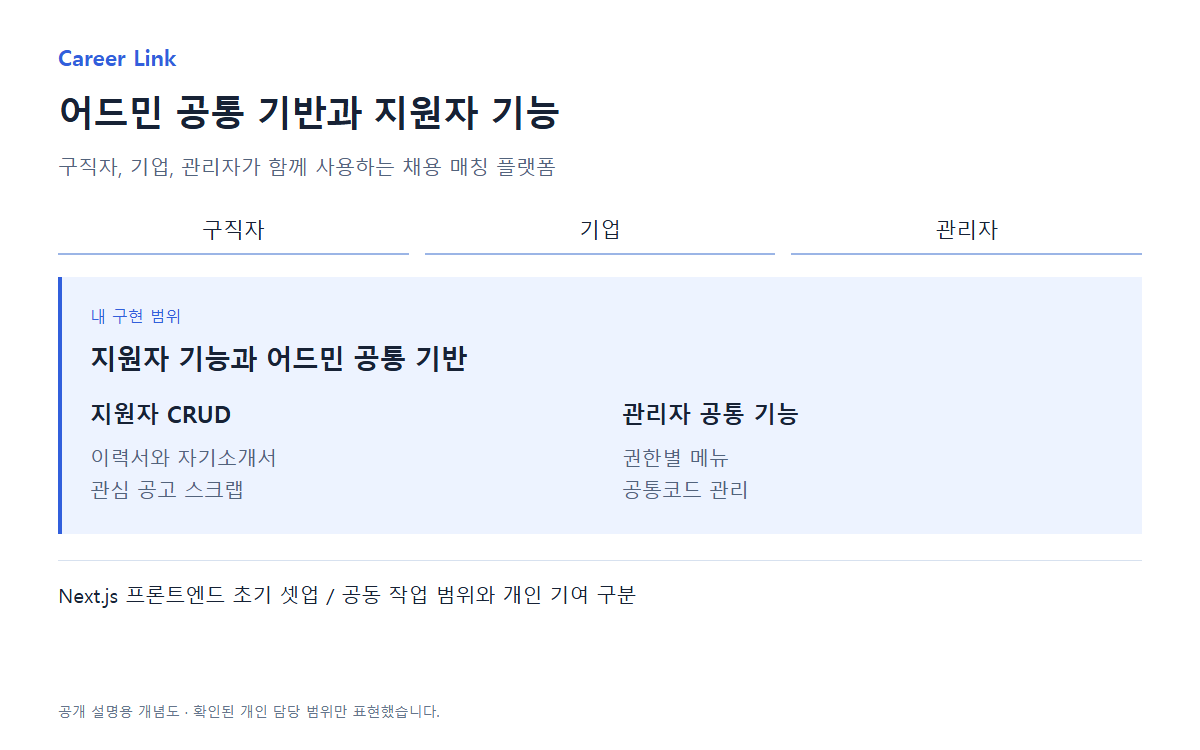 Career Link
어드민 공통 기반과 지원자 기능
구직자, 기업, 관리자가 함께 사용하는 채용 매칭 플랫폼
구직자
기업
관리자
내 구현 범위
지원자 기능과 어드민 공통 기반
지원자 CRUD
이력서와 자기소개서
관심 공고 스크랩
관리자 공통 기능
권한별 메뉴
공통코드 관리
Next.js 프론트엔드 초기 셋업 / 공동 작업 범위와 개인 기여 구분
공개 설명용 개념도 · 확인된 개인 담당 범위만 표현했습니다.